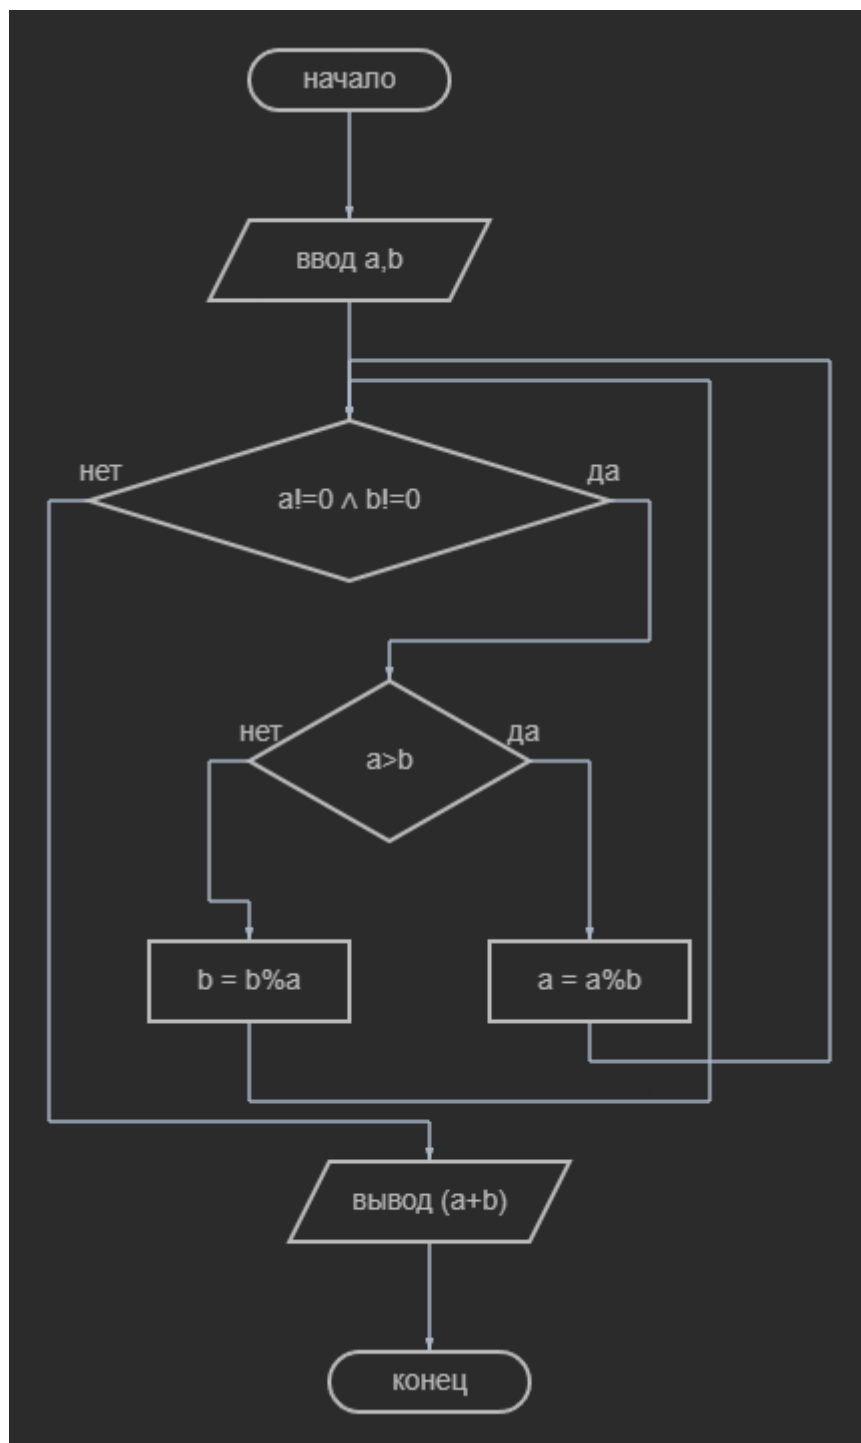 начало
ввод a,b
нет
да
a!=0 ∧ b!=0
нет
да
a>b
b = b%a
a = a%b
вывод (a+b)
конец